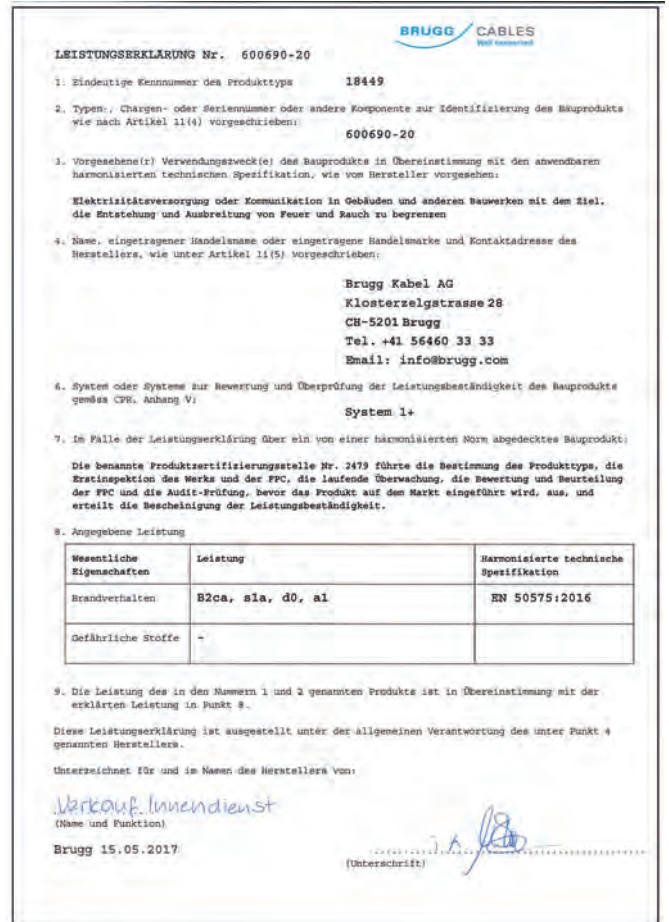 BRUGG CABLES
Well connected
LEISTUNGSERKLÄRUNG Nr. 600690-20
1. Eindeutige Kennnummer des Produkttyps 18449
2. Typen-, Chargen- oder Seriennummer oder andere Komponente zur Identifizierung des Bauprodukts
wie nach Artikel 11(4) vorgeschrieben:
600690-20
3. Vorgesehene(r) Verwendungszweck(e) des Bauprodukts in Übereinstimmung mit den anwendbaren
harmonisierten technischen Spezifikation, wie vom Hersteller vorgesehen:
Elektrizitätsversorgung oder Kommunikation in Gebäuden und anderen Bauwerken mit dem Ziel,
die Entstehung und Ausbreitung von Feuer und Rauch zu begrenzen
4. Name, eingetragener Handelsname oder eingetragene Handelsmarke und Kontaktadresse des
Herstellers, wie unter Artikel 11(5) vorgeschrieben:
Brugg Kabel AG
Klosterzelgstrasse 28
CH-5201 Brugg
Tel. +41 56460 33 33
Email: info@brugg.com
6. System oder Systeme zur Bewertung und Überprüfung der Leistungsbeständigkeit des Bauprodukts
gemäss CPR, Anhang V:
System 1+
7. Im Falle der Leistungserklärung über ein von einer harmonisierten Norm abgedecktes Bauprodukt:
Die benannte Produktzertifizierungsstelle Nr. 2479 führte die Bestimmung des Produkttyps, die
Erstinspektion des Werks und der FPC, die laufende Überwachung, die Bewertung und Beurteilung
der FPC und die Audit-Prüfung, bevor das Produkt auf dem Markt eingeführt wird, aus, und
erteilt die Bescheinigung der Leistungsbeständigkeit.
8. Angegebene Leistung
Wesentliche Eigenschaften Leistung Harmonisierte technische Spezifikation
Brandverhalten B2ca, s1a, d0, a1 EN 50575:2016
Gefährliche Stoffe -
9. Die Leistung des in den Nummern 1 und 2 genannten Produkts ist in Übereinstimmung mit der
erklärten Leistung in Punkt 8.
Diese Leistungserklärung ist ausgestellt unter der allgemeinen Verantwortung des unter Punkt 4
genannten Herstellers.
Unterzeichnet für und im Namen des Herstellers von:
Verkauf Innendienst
(Name und Funktion)
Brugg 15.05.2017
(Unterschrift)